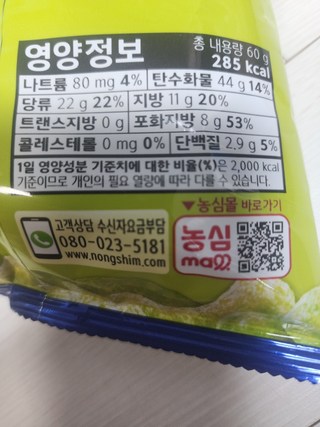 영양정보 총 내용량 60 g
285 kcal
나트륨 80 mg 4% 탄수화물 44 g 14%
당류 22 g 22% 지방 11 g 20%
트랜스지방 0 g 포화지방 8 g 53%
콜레스테롤 0 mg 0% 단백질 2.9 g 5%
1일 영양성분 기준치에 대한 비율(%)은 2,000 kcal
기준이므로 개인의 필요 열량에 따라 다를 수 있습니다.
▼농심몰 바로가기
고객상담 수신자요금부담
080-023-5181
www.nongshim.com
농심